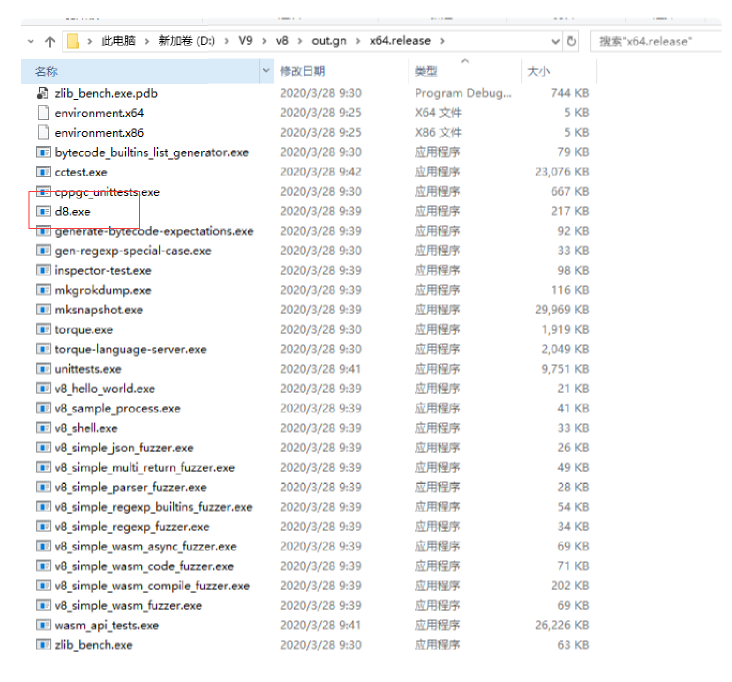 此电脑 > 新加卷 (D:) > V9 > v8 > out.gn > x64.release >
搜索"x64.release"
名称 修改日期 类型 大小
zlib_bench.exe.pdb 2020/3/28 9:30 Program Debug... 744 KB
environment.x64 2020/3/28 9:25 X64 文件 5 KB
environment.x86 2020/3/28 9:25 X86 文件 5 KB
bytecode_builtins_list_generator.exe 2020/3/28 9:30 应用程序 79 KB
cctest.exe 2020/3/28 9:42 应用程序 23,076 KB
cppgc_unittests.exe 2020/3/28 9:30 应用程序 667 KB
d8.exe 2020/3/28 9:39 应用程序 217 KB
generate-bytecode-expectations.exe 2020/3/28 9:39 应用程序 92 KB
gen-regexp-special-case.exe 2020/3/28 9:30 应用程序 33 KB
inspector-test.exe 2020/3/28 9:39 应用程序 98 KB
mkgrokdump.exe 2020/3/28 9:39 应用程序 116 KB
mksnapshot.exe 2020/3/28 9:39 应用程序 29,969 KB
torque.exe 2020/3/28 9:30 应用程序 1,919 KB
torque-language-server.exe 2020/3/28 9:30 应用程序 2,049 KB
unittests.exe 2020/3/28 9:41 应用程序 9,751 KB
v8_hello_world.exe 2020/3/28 9:39 应用程序 21 KB
v8_sample_process.exe 2020/3/28 9:39 应用程序 41 KB
v8_shell.exe 2020/3/28 9:39 应用程序 33 KB
v8_simple_json_fuzzer.exe 2020/3/28 9:39 应用程序 26 KB
v8_simple_multi_return_fuzzer.exe 2020/3/28 9:39 应用程序 49 KB
v8_simple_parser_fuzzer.exe 2020/3/28 9:39 应用程序 28 KB
v8_simple_regexp_builtins_fuzzer.exe 2020/3/28 9:39 应用程序 54 KB
v8_simple_regexp_fuzzer.exe 2020/3/28 9:39 应用程序 34 KB
v8_simple_wasm_async_fuzzer.exe 2020/3/28 9:39 应用程序 69 KB
v8_simple_wasm_code_fuzzer.exe 2020/3/28 9:39 应用程序 71 KB
v8_simple_wasm_compile_fuzzer.exe 2020/3/28 9:39 应用程序 202 KB
v8_simple_wasm_fuzzer.exe 2020/3/28 9:39 应用程序 69 KB
wasm_api_tests.exe 2020/3/28 9:41 应用程序 26,226 KB
zlib_bench.exe 2020/3/28 9:30 应用程序 63 KB